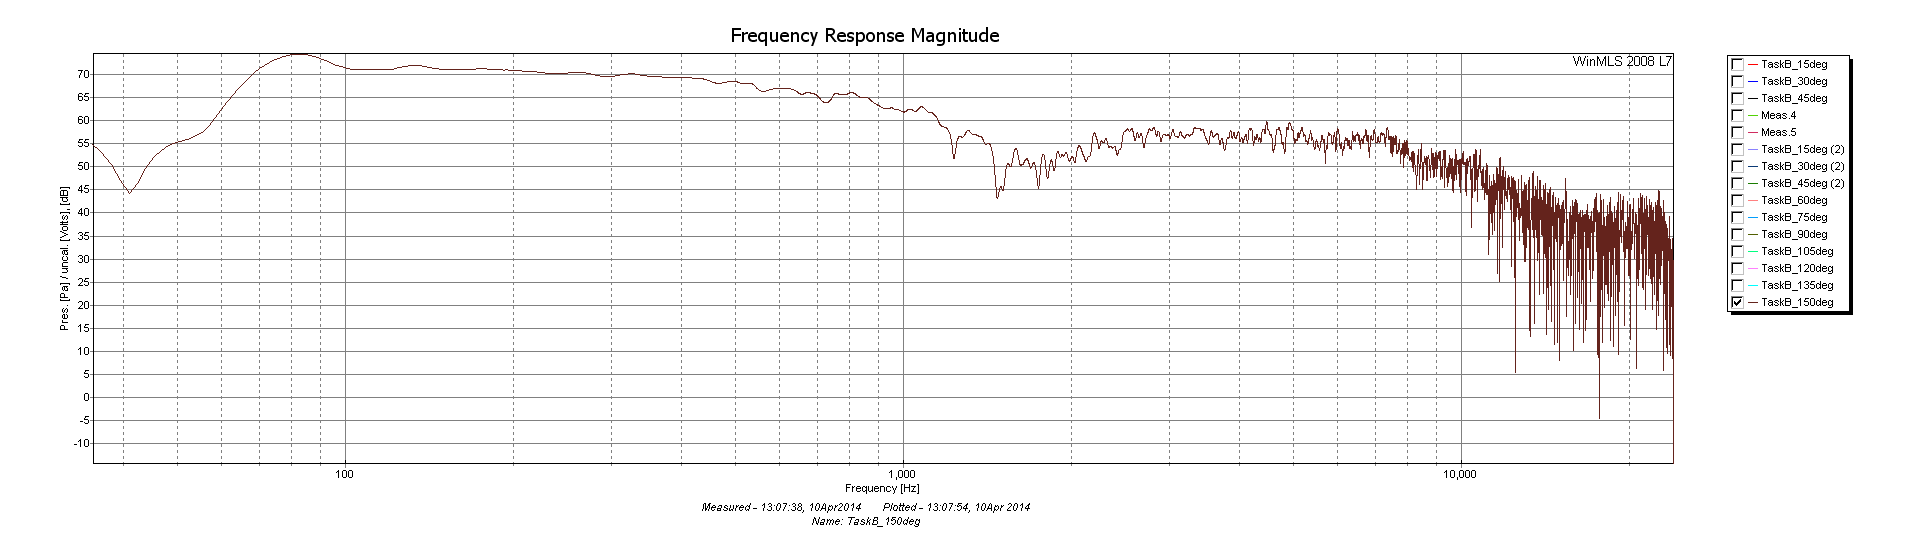 Frequency Response Magnitude
WinMLS 2008 L7
Pres. [Pa] / uncal. [Volts], [dB]
70
65
60
55
50
45
40
35
30
25
20
15
10
5
0
-5
-10
100
1,000
10,000
Frequency [Hz]
Measured - 13:07:38, 10Apr2014 Plotted - 13:07:54, 10Apr 2014
Name: TaskB_150deg
TaskB_15deg
TaskB_30deg
TaskB_45deg
Meas.4
Meas.5
TaskB_15deg (2)
TaskB_30deg (2)
TaskB_45deg (2)
TaskB_60deg
TaskB_75deg
TaskB_90deg
TaskB_105deg
TaskB_120deg
TaskB_135deg
TaskB_150deg